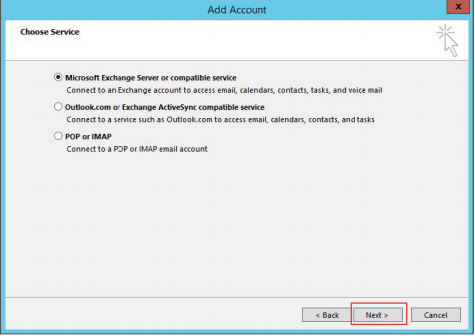 Add Account
x
Choose Service
Microsoft Exchange Server or compatible service
Connect to an Exchange account to access email, calendars, contacts, tasks, and voice mail
Outlook.com or Exchange ActiveSync compatible service
Connect to a service such as Outlook.com to access email, calendars, contacts, and tasks
POP or IMAP
Connect to a POP or IMAP email account
< Back Next > Cancel